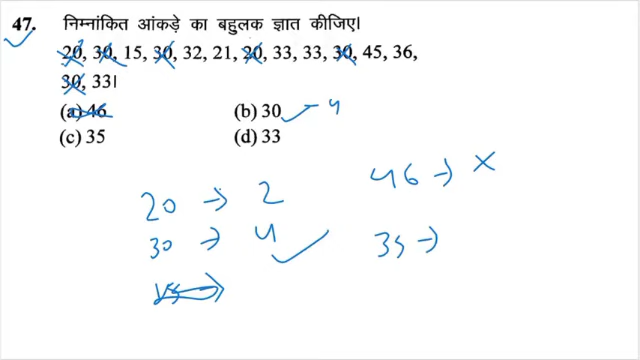 47. निम्नांकित आंकड़े का बहुलक ज्ञात कीजिए।
20, 30, 15, 30, 32, 21, 20, 33, 33, 30, 45, 36,
30, 33।
(a) 46 (b) 30 4
(c) 35 (d) 33
20 → 2 46 → ×
30 → 4 35 →